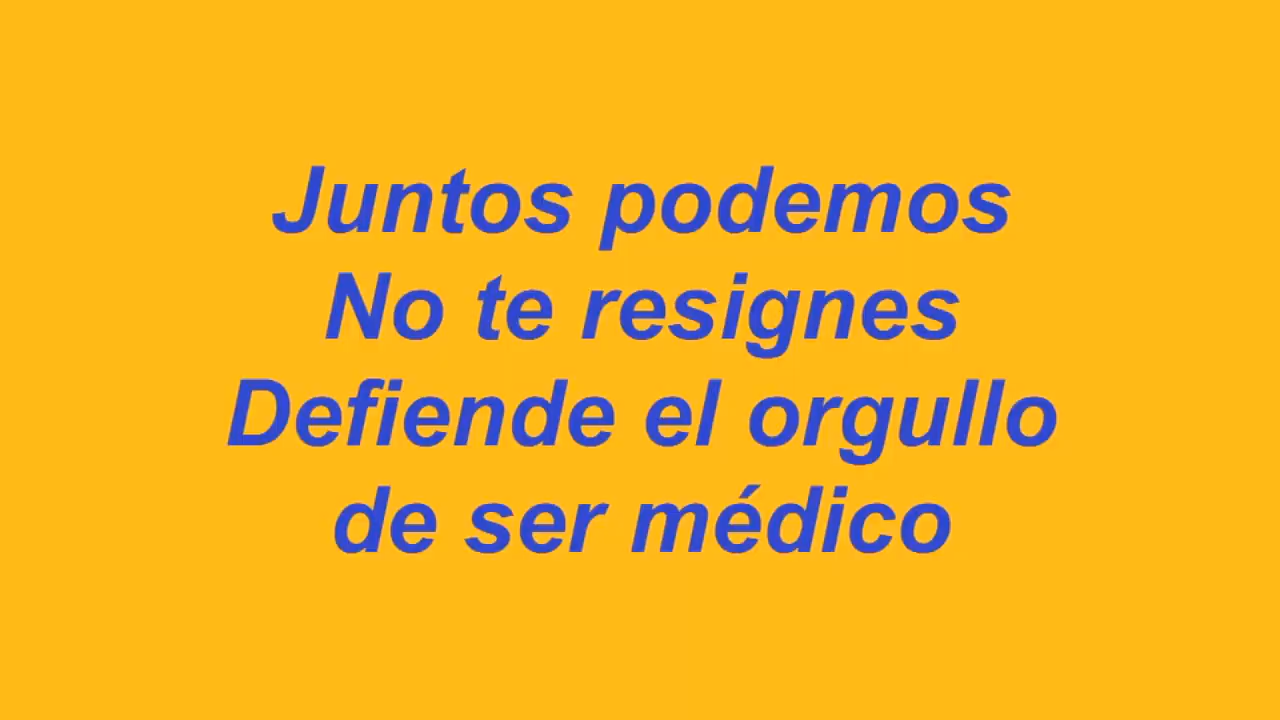 Juntos podemos
No te resignes
Defiende el orgullo
de ser médico